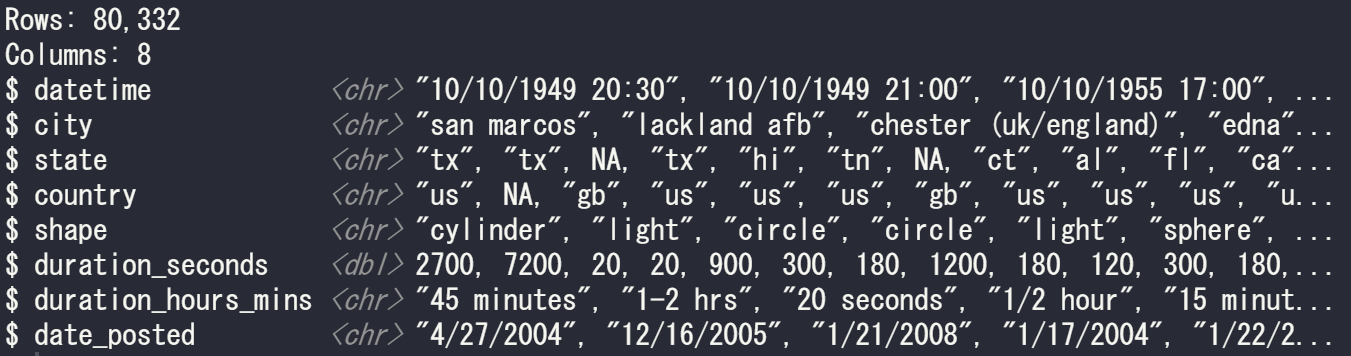 Rows: 80,332
Columns: 8
$ datetime <chr> "10/10/1949 20:30", "10/10/1949 21:00", "10/10/1955 17:00", ...
$ city <chr> "san marcos", "lackland afb", "chester (uk/england)", "edna"...
$ state <chr> "tx", "tx", NA, "tx", "hi", "tn", NA, "ct", "al", "fl", "ca"...
$ country <chr> "us", NA, "gb", "us", "us", "us", "gb", "us", "us", "us", "u...
$ shape <chr> "cylinder", "light", "circle", "circle", "light", "sphere", ...
$ duration_seconds <dbl> 2700, 7200, 20, 20, 900, 300, 180, 1200, 180, 120, 300, 180,...
$ duration_hours_mins <chr> "45 minutes", "1-2 hrs", "20 seconds", "1/2 hour", "15 minut...
$ date_posted <chr> "4/27/2004", "12/16/2005", "1/21/2008", "1/17/2004", "1/22/2...